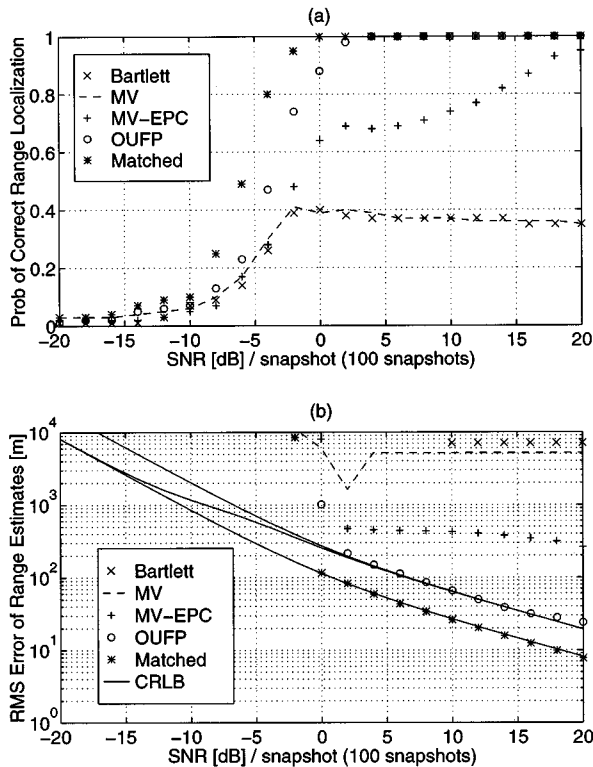 (a)
Prob of Correct Range Localization
1
0.8
0.6
0.4
0.2
0
× Bartlett
-- MV
+ MV-EPC
o OUFP
* Matched
-20 -15 -10 -5 0 5 10 15 20
SNR [dB] / snapshot (100 snapshots)
(b)
RMS Error of Range Estimates [m]
10^4
10^3
10^2
10^1
10^0
× Bartlett
-- MV
+ MV-EPC
o OUFP
* Matched
— CRLB
-20 -15 -10 -5 0 5 10 15 20
SNR [dB] / snapshot (100 snapshots)